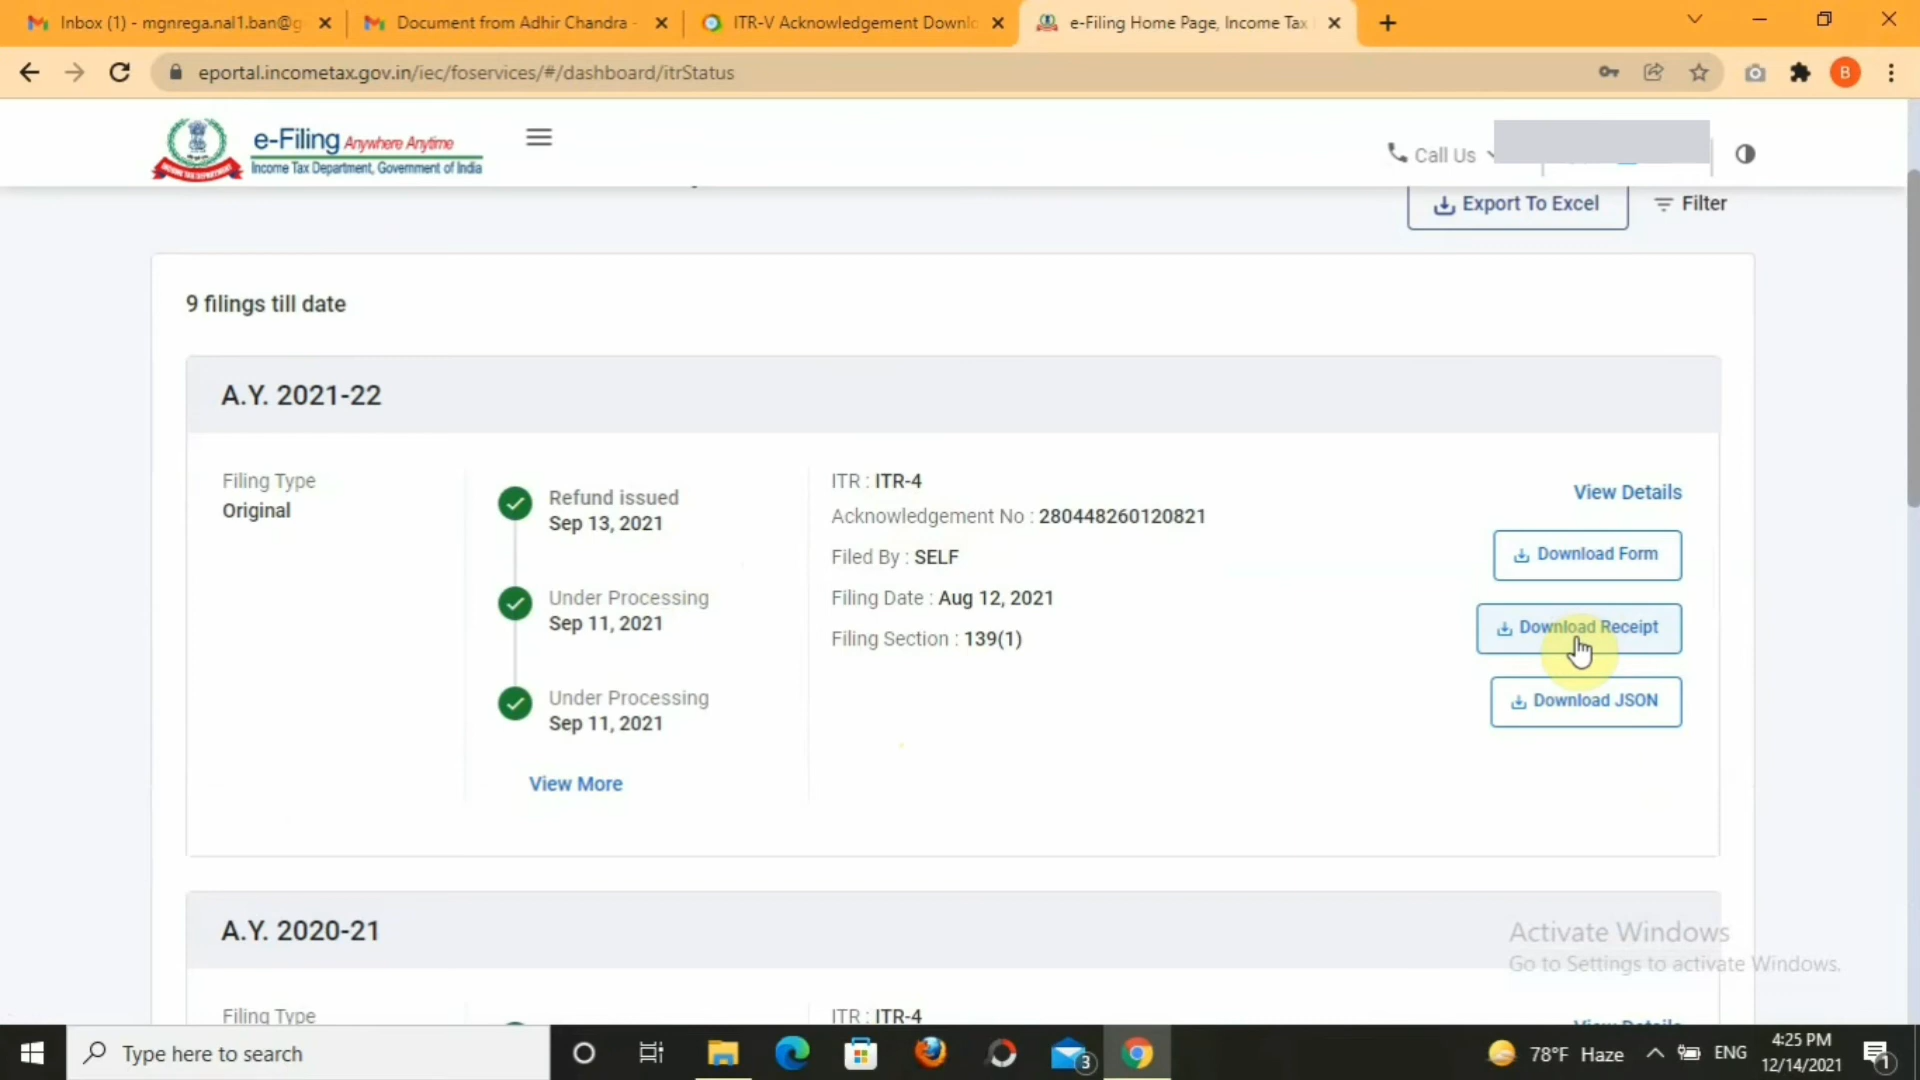 Inbox (1) - mgnrega.nal1.ban@g
Document from Adhir Chandra -
ITR-V Acknowledgement Downl
e-Filing Home Page, Income Tax
eportal.incometax.gov.in/iec/foservices/#/dashboard/itrStatus
B
e-Filing Anywhere Anytime
Income Tax Department, Government of India
Call Us
Export To Excel
Filter
9 filings till date
A.Y. 2021-22
Filing Type
Original
Refund issued
Sep 13, 2021
Under Processing
Sep 11, 2021
Under Processing
Sep 11, 2021
View More
ITR : ITR-4
Acknowledgement No : 280448260120821
Filed By : SELF
Filing Date : Aug 12, 2021
Filing Section : 139(1)
View Details
Download Form
Download Receipt
Download JSON
A.Y. 2020-21
Filing Type
ITR : ITR-4
View Details
Activate Windows
Go to Settings to activate Windows.
Type here to search
3
78°F Haze
ENG
4:25 PM
12/14/2021
1